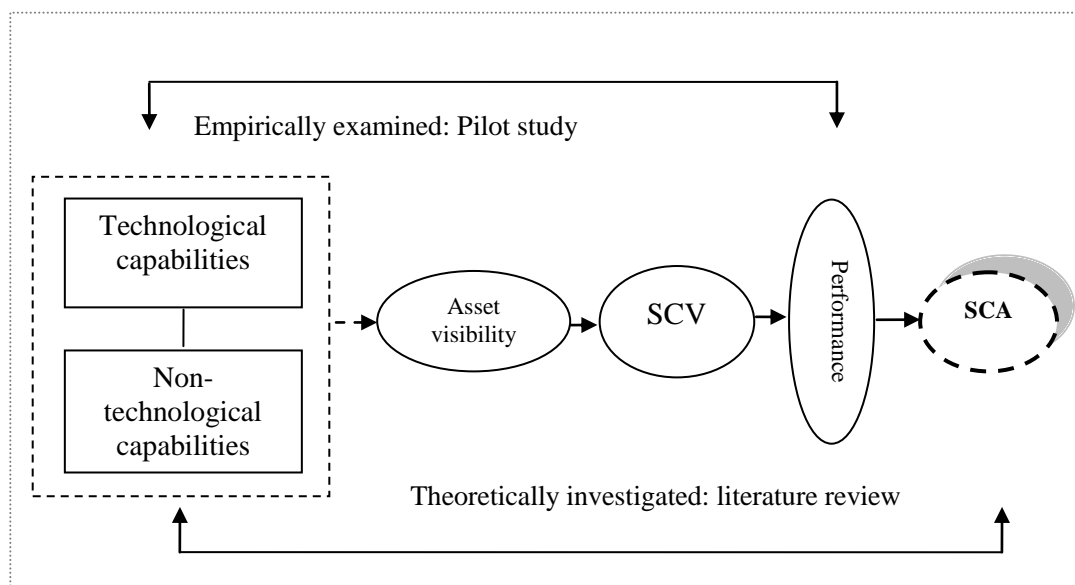 Empirically examined: Pilot study
Technological
capabilities
Non-
technological
capabilities
Asset
visibility
SCV
Performance
SCA
Theoretically investigated: literature review